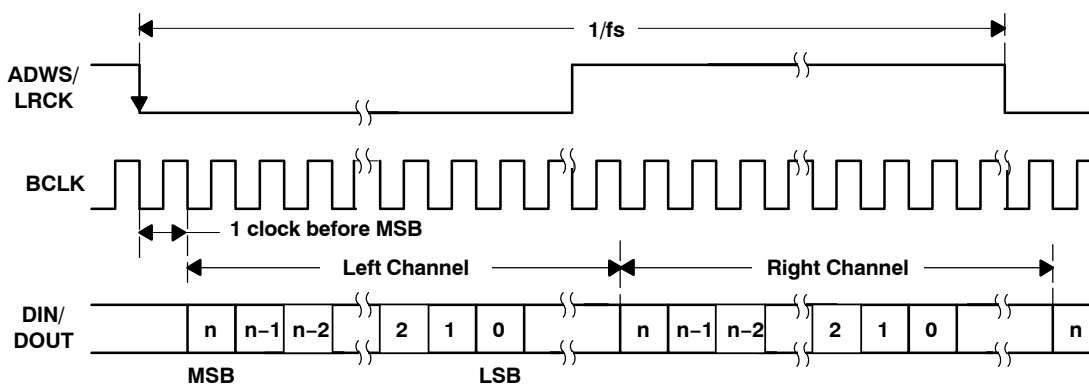 1/fs
ADWS/
LRCK
BCLK
1 clock before MSB
Left Channel
Right Channel
DIN/
DOUT
n n−1 n−2 2 1 0 n n−1 n−2 2 1 0 n
MSB LSB